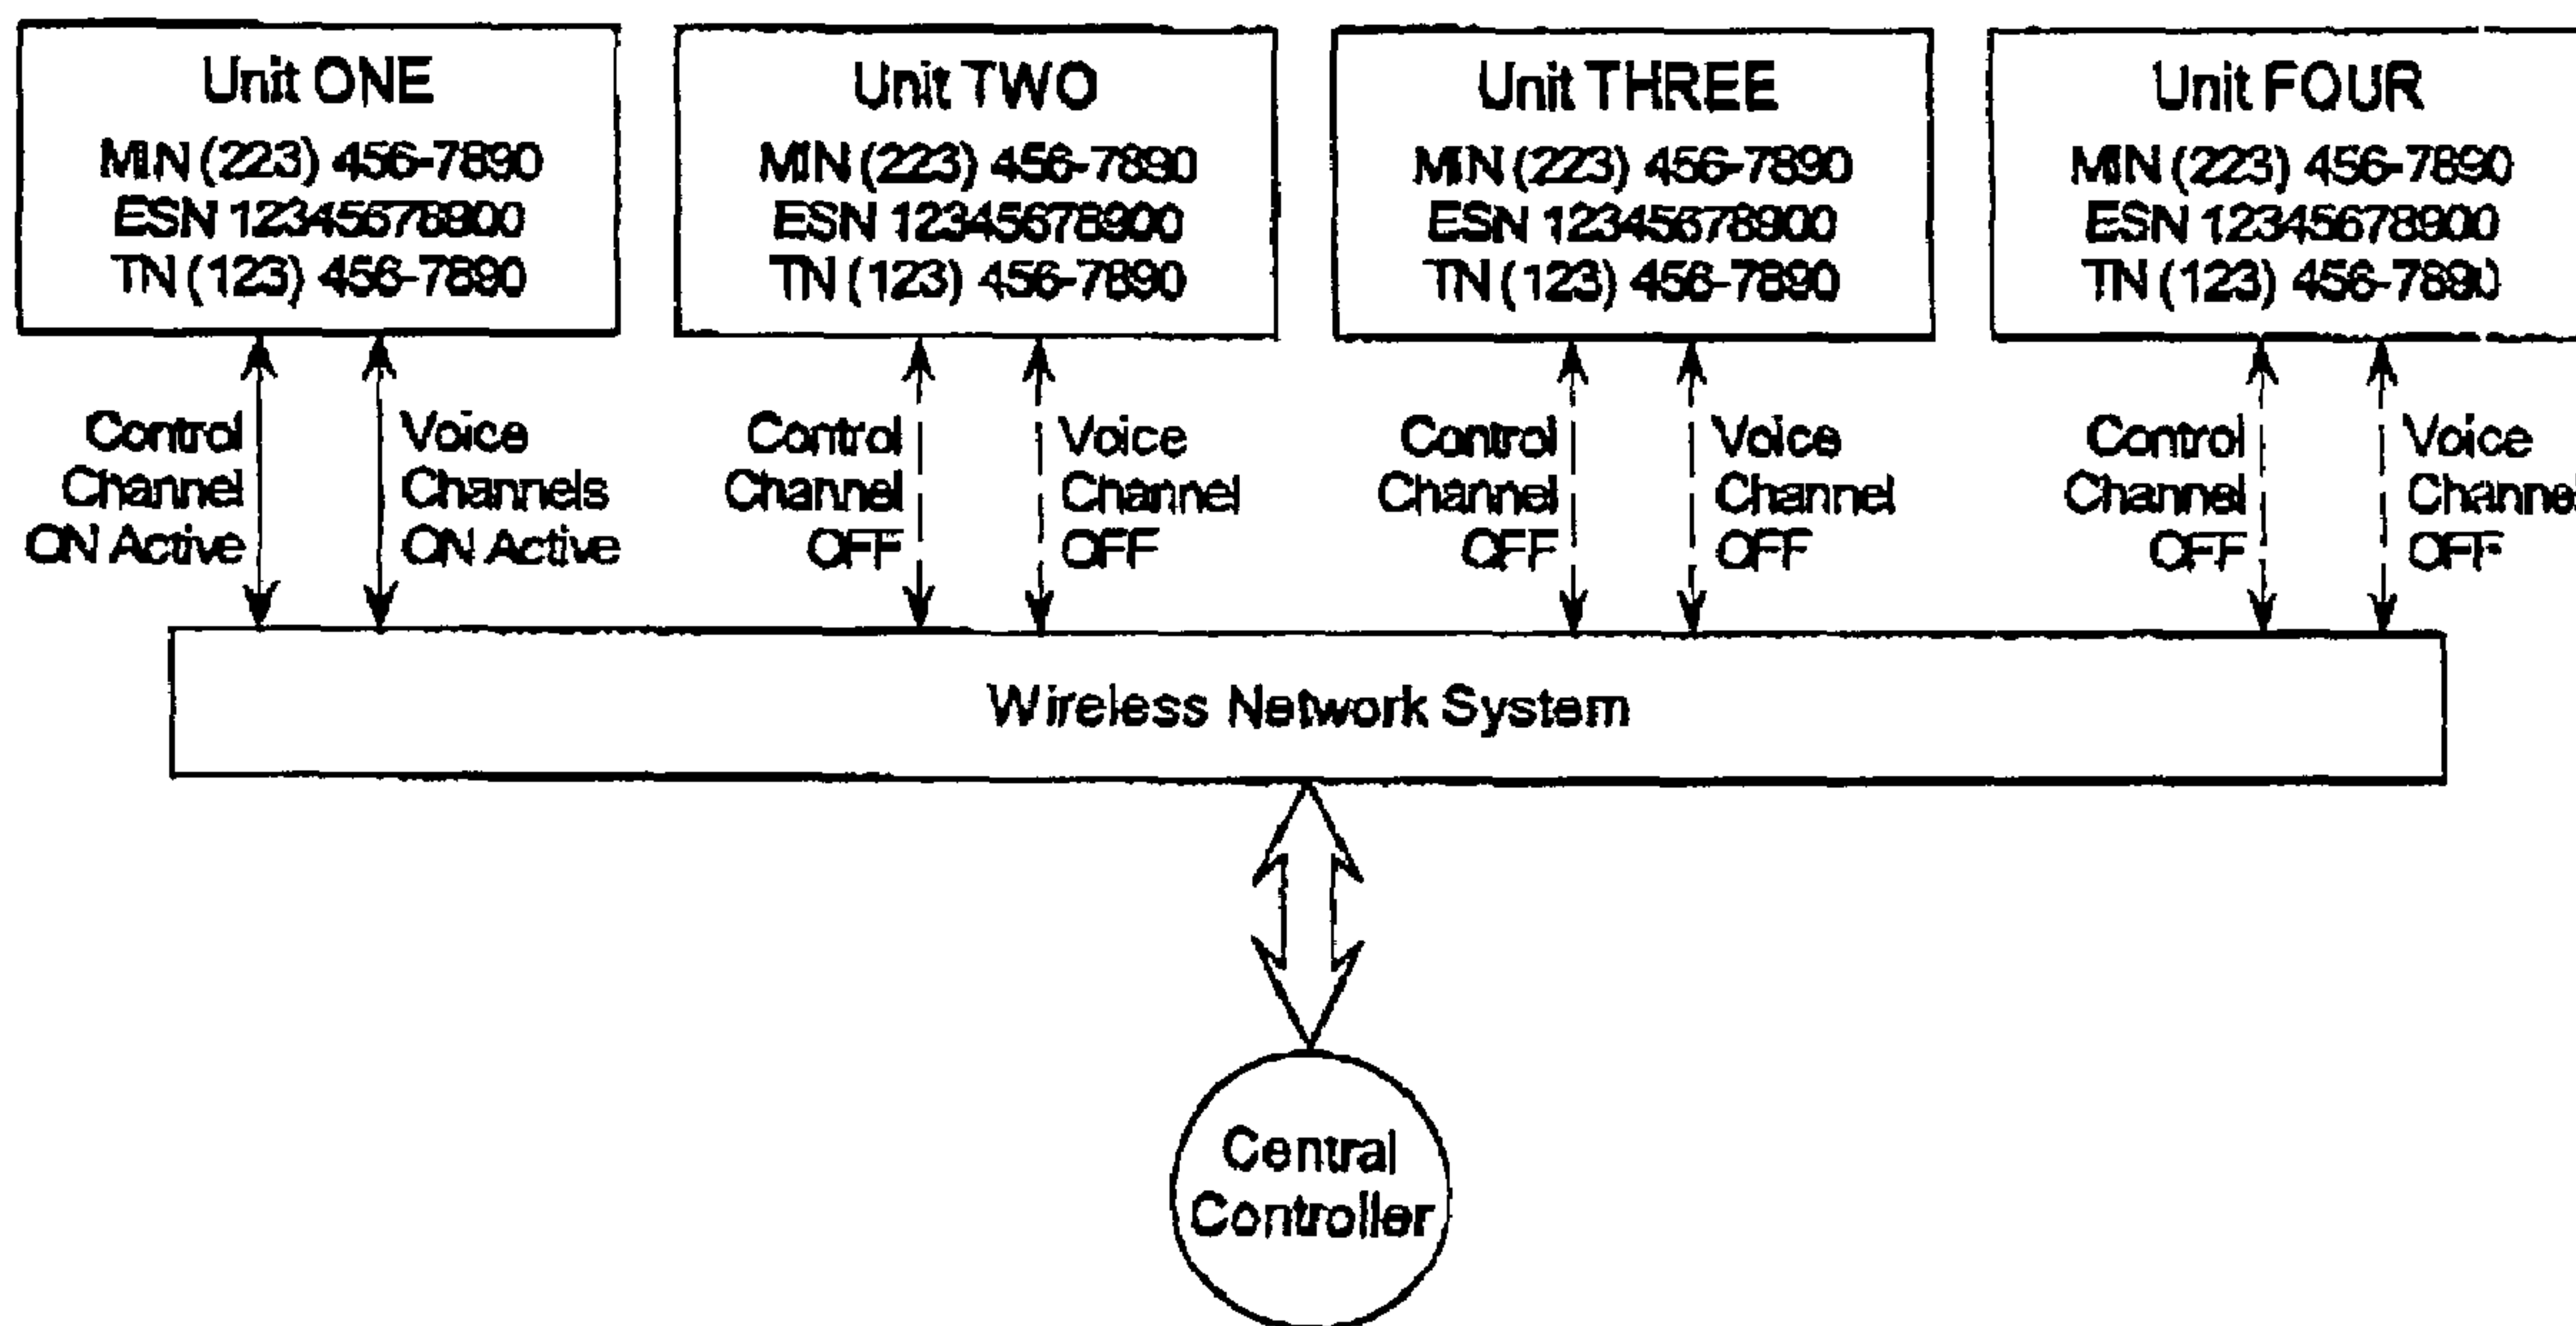 Unit ONE
MIN (223) 456-7890
ESN 12345678900
TN (123) 456-7890
Unit TWO
MIN (223) 456-7890
ESN 12345678900
TN (123) 456-7890
Unit THREE
MIN (223) 456-7890
ESN 12345678900
TN (123) 456-7890
Unit FOUR
MIN (223) 456-7890
ESN 12345678900
TN (123) 456-7890
Control
Channel
ON Active
Voice
Channels
ON Active
Control
Channel
OFF
Voice
Channel
OFF
Control
Channel
OFF
Voice
Channel
OFF
Control
Channel
OFF
Voice
Channel
OFF
Wireless Network System
Central
Controller